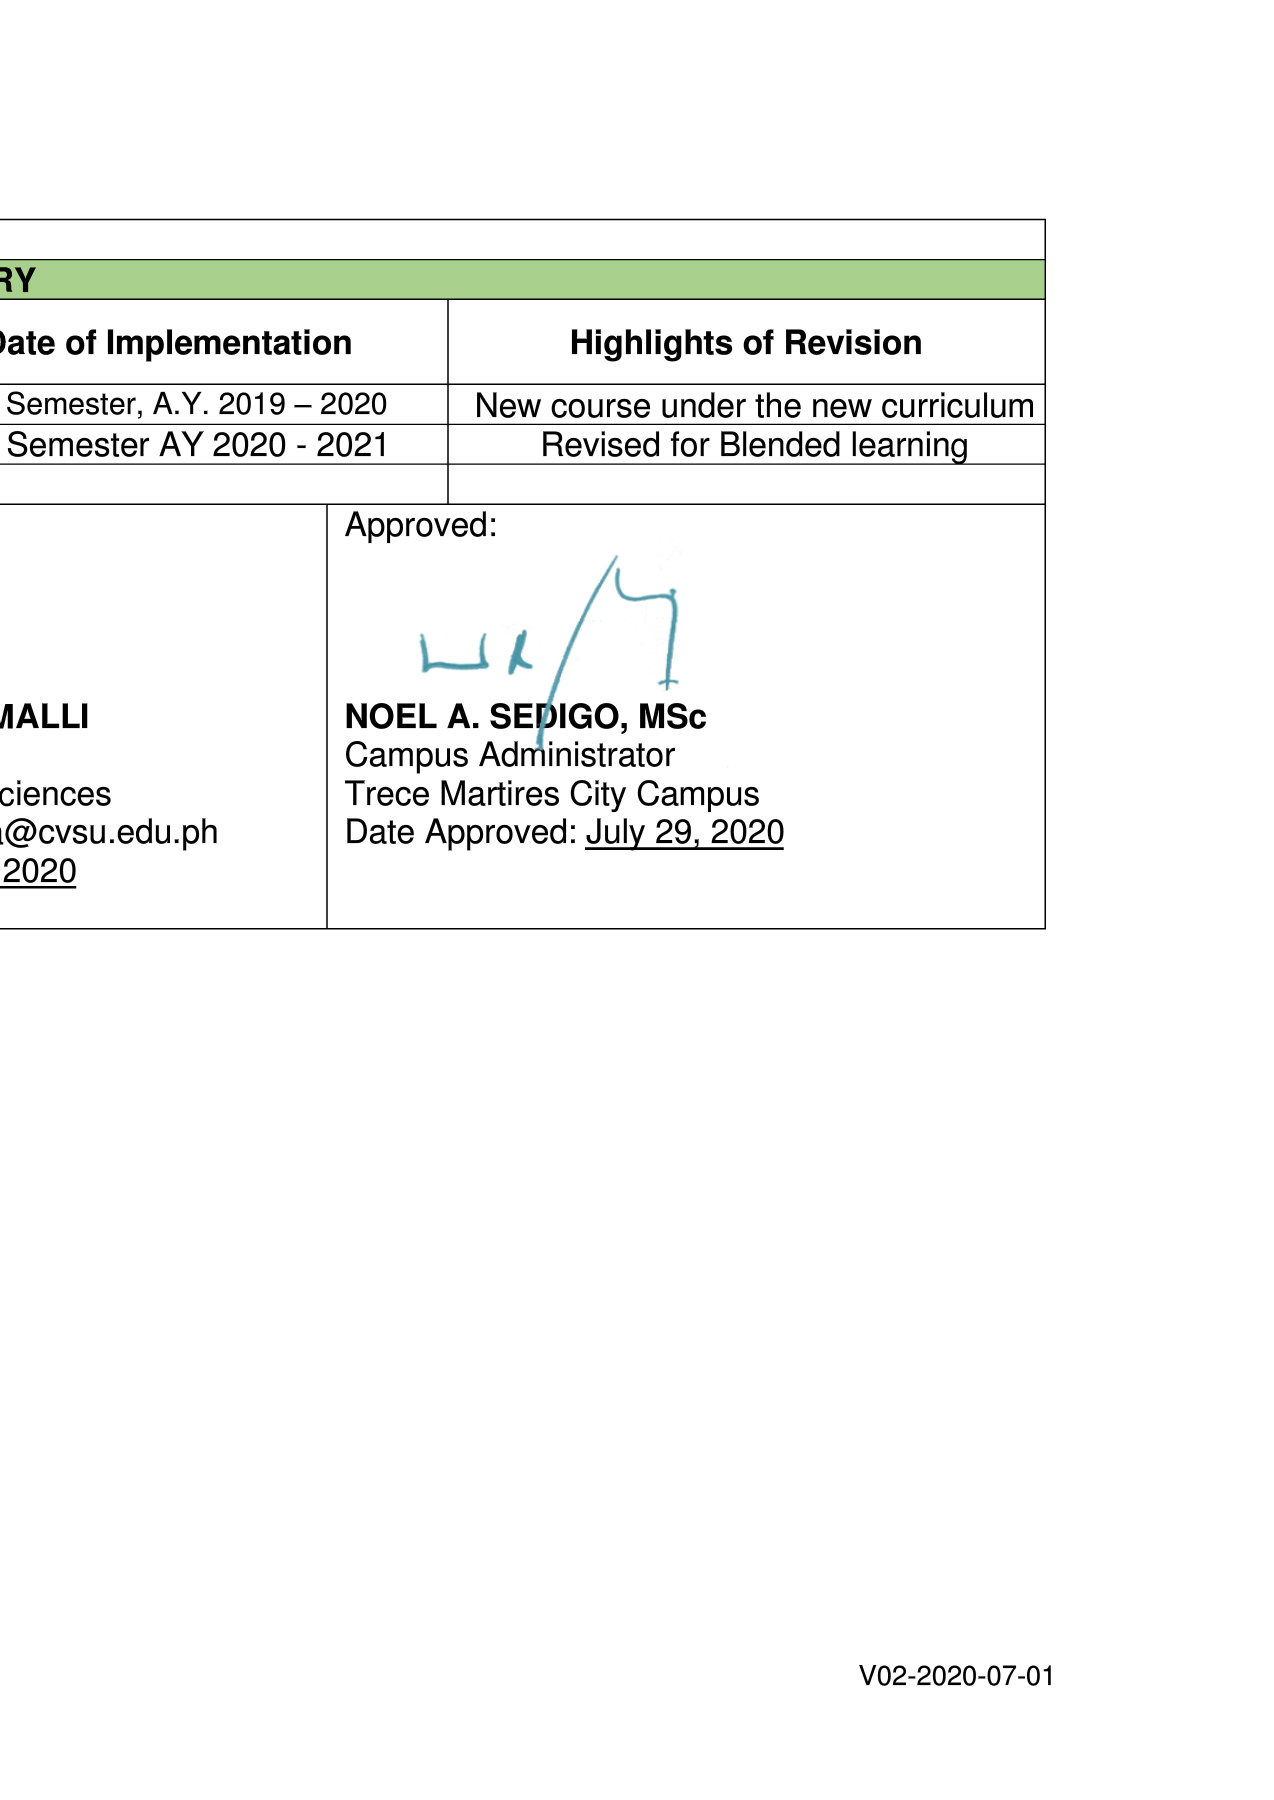 RY
Date of Implementation Highlights of Revision
Semester, A.Y. 2019 – 2020 New course under the new curriculum
Semester AY 2020 - 2021 Revised for Blended learning
Approved:
MALLI
ciences
a@cvsu.edu.ph
2020
NOEL A. SEDIGO, MSc
Campus Administrator
Trece Martires City Campus
Date Approved: July 29, 2020
V02-2020-07-01